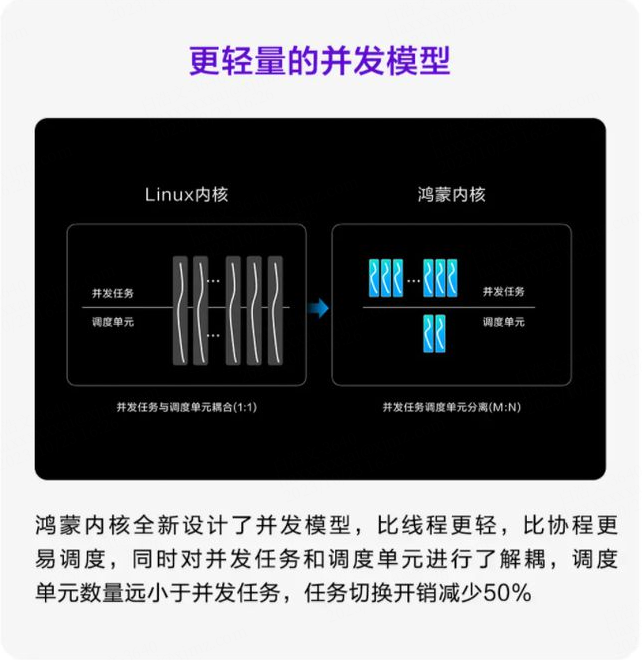 更轻量的并发模型
Linux内核
鸿蒙内核
并发任务
调度单元
...
...
并发任务与调度单元耦合(1:1)
...
并发任务
调度单元
并发任务调度单元分离(M:N)
鸿蒙内核全新设计了并发模型，比线程更轻，比协程更
易调度，同时对并发任务和调度单元进行了解耦，调度
单元数量远小于并发任务，任务切换开销减少50%